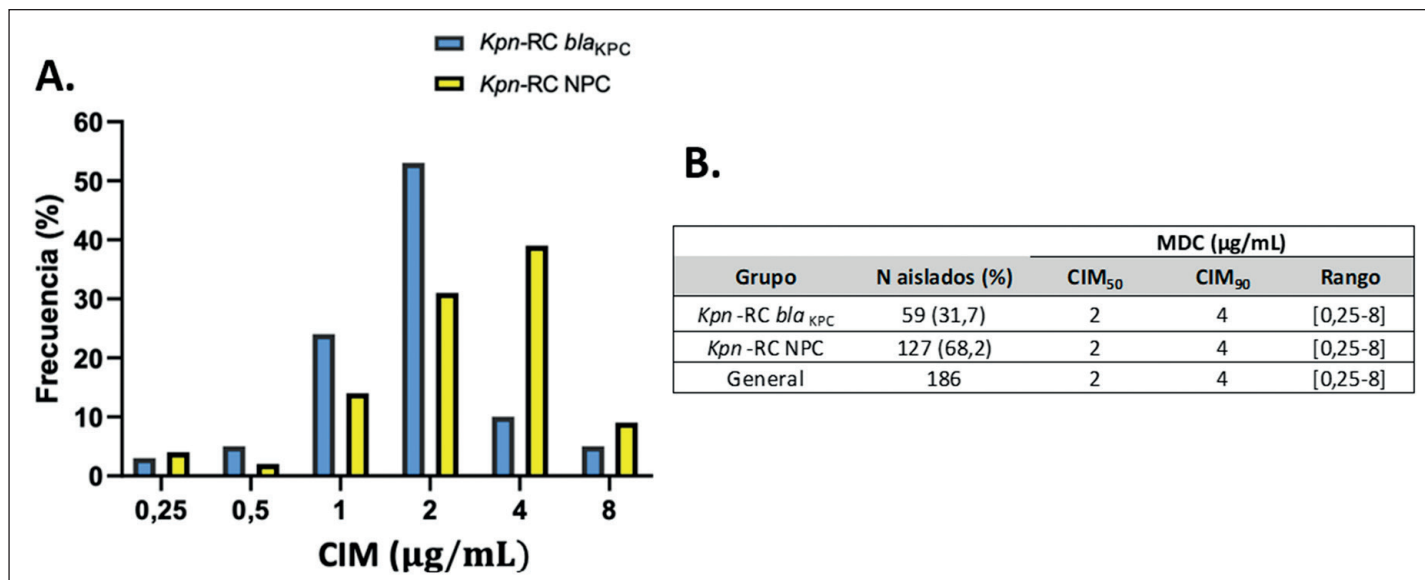 A.
Kpn-RC bla KPC
Kpn-RC NPC
Frecuencia (%)
60
50
40
30
20
10
0
0,25 0,5 1 2 4 8
CIM (µg/mL)
B.
MDC (µg/mL)
Grupo N aislados (%) CIM50 CIM90 Rango
Kpn -RC bla KPC 59 (31,7) 2 4 [0,25-8]
Kpn -RC NPC 127 (68,2) 2 4 [0,25-8]
General 186 2 4 [0,25-8]